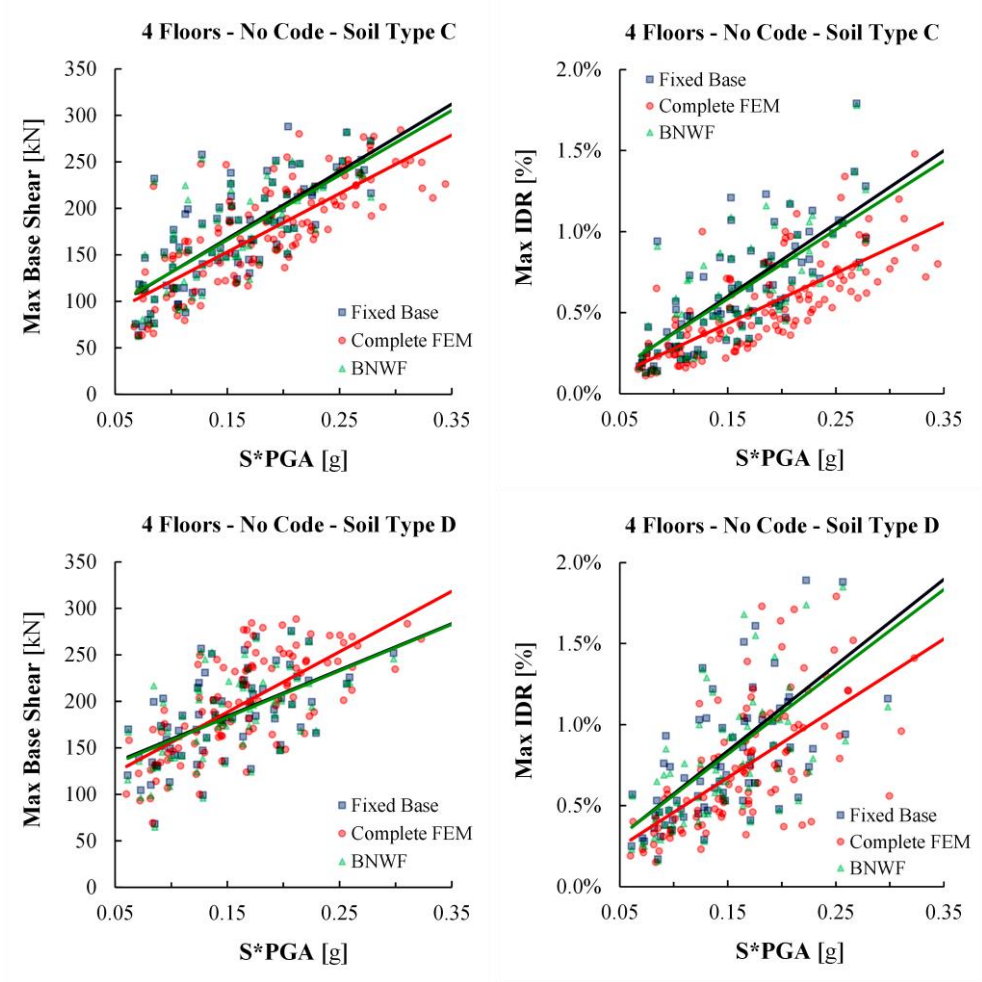 4 Floors - No Code - Soil Type C
Max Base Shear [kN]
350
300
250
200
150
100
50
0
Fixed Base
Complete FEM
BNWF
0.05 0.15 0.25 0.35
S*PGA [g]
4 Floors - No Code - Soil Type C
Max IDR [%]
2.0%
1.5%
1.0%
0.5%
0.0%
Fixed Base
Complete FEM
BNWF
0.05 0.15 0.25 0.35
S*PGA [g]
4 Floors - No Code - Soil Type D
Max Base Shear [kN]
350
300
250
200
150
100
50
0
Fixed Base
Complete FEM
BNWF
0.05 0.15 0.25 0.35
S*PGA [g]
4 Floors - No Code - Soil Type D
Max IDR [%]
2.0%
1.5%
1.0%
0.5%
0.0%
Fixed Base
Complete FEM
BNWF
0.05 0.15 0.25 0.35
S*PGA [g]